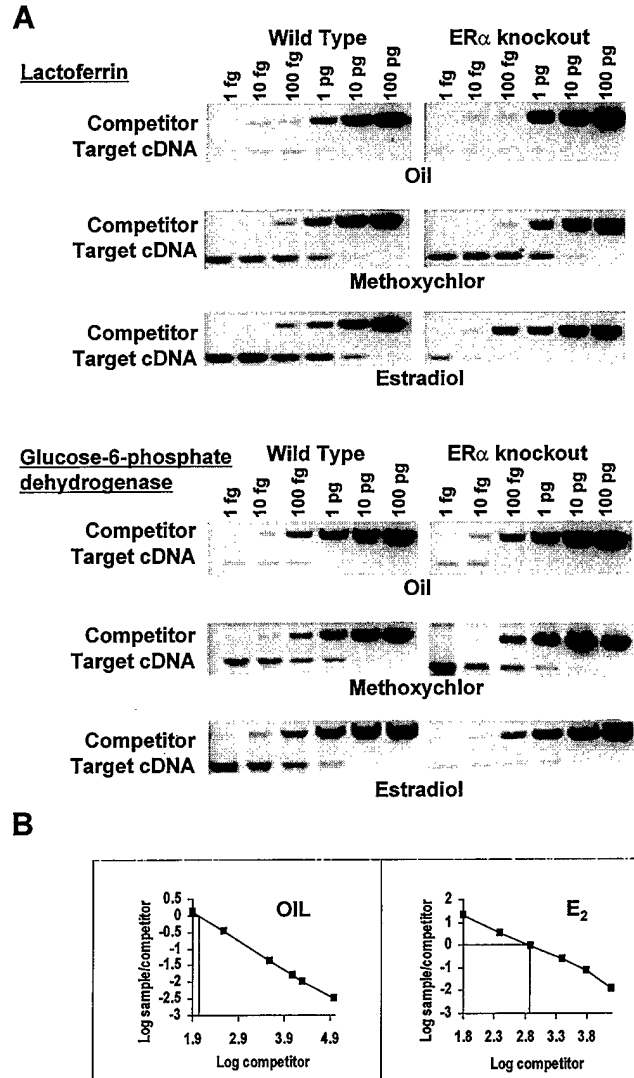 A
Wild Type ERα knockout
Lactoferrin
1 fg 10 fg 100 fg 1 pg 10 pg 100 pg 1 fg 10 fg 100 fg 1 pg 10 pg 100 pg
Competitor
Target cDNA
Oil
Competitor
Target cDNA
Methoxychlor
Competitor
Target cDNA
Estradiol
Glucose-6-phosphate
dehydrogenase
Wild Type ERα knockout
1 fg 10 fg 100 fg 1 pg 10 pg 100 pg 1 fg 10 fg 100 fg 1 pg 10 pg 100 pg
Competitor
Target cDNA
Oil
Competitor
Target cDNA
Methoxychlor
Competitor
Target cDNA
Estradiol
B
OIL
Log sample/competitor
0.5
0
-0.5
-1
-1.5
-2
-2.5
-3
1.9 2.9 3.9 4.9
Log competitor
E2
Log sample/competitor
2
1
0
-1
-2
-3
1.8 2.3 2.8 3.3 3.8
Log competitor